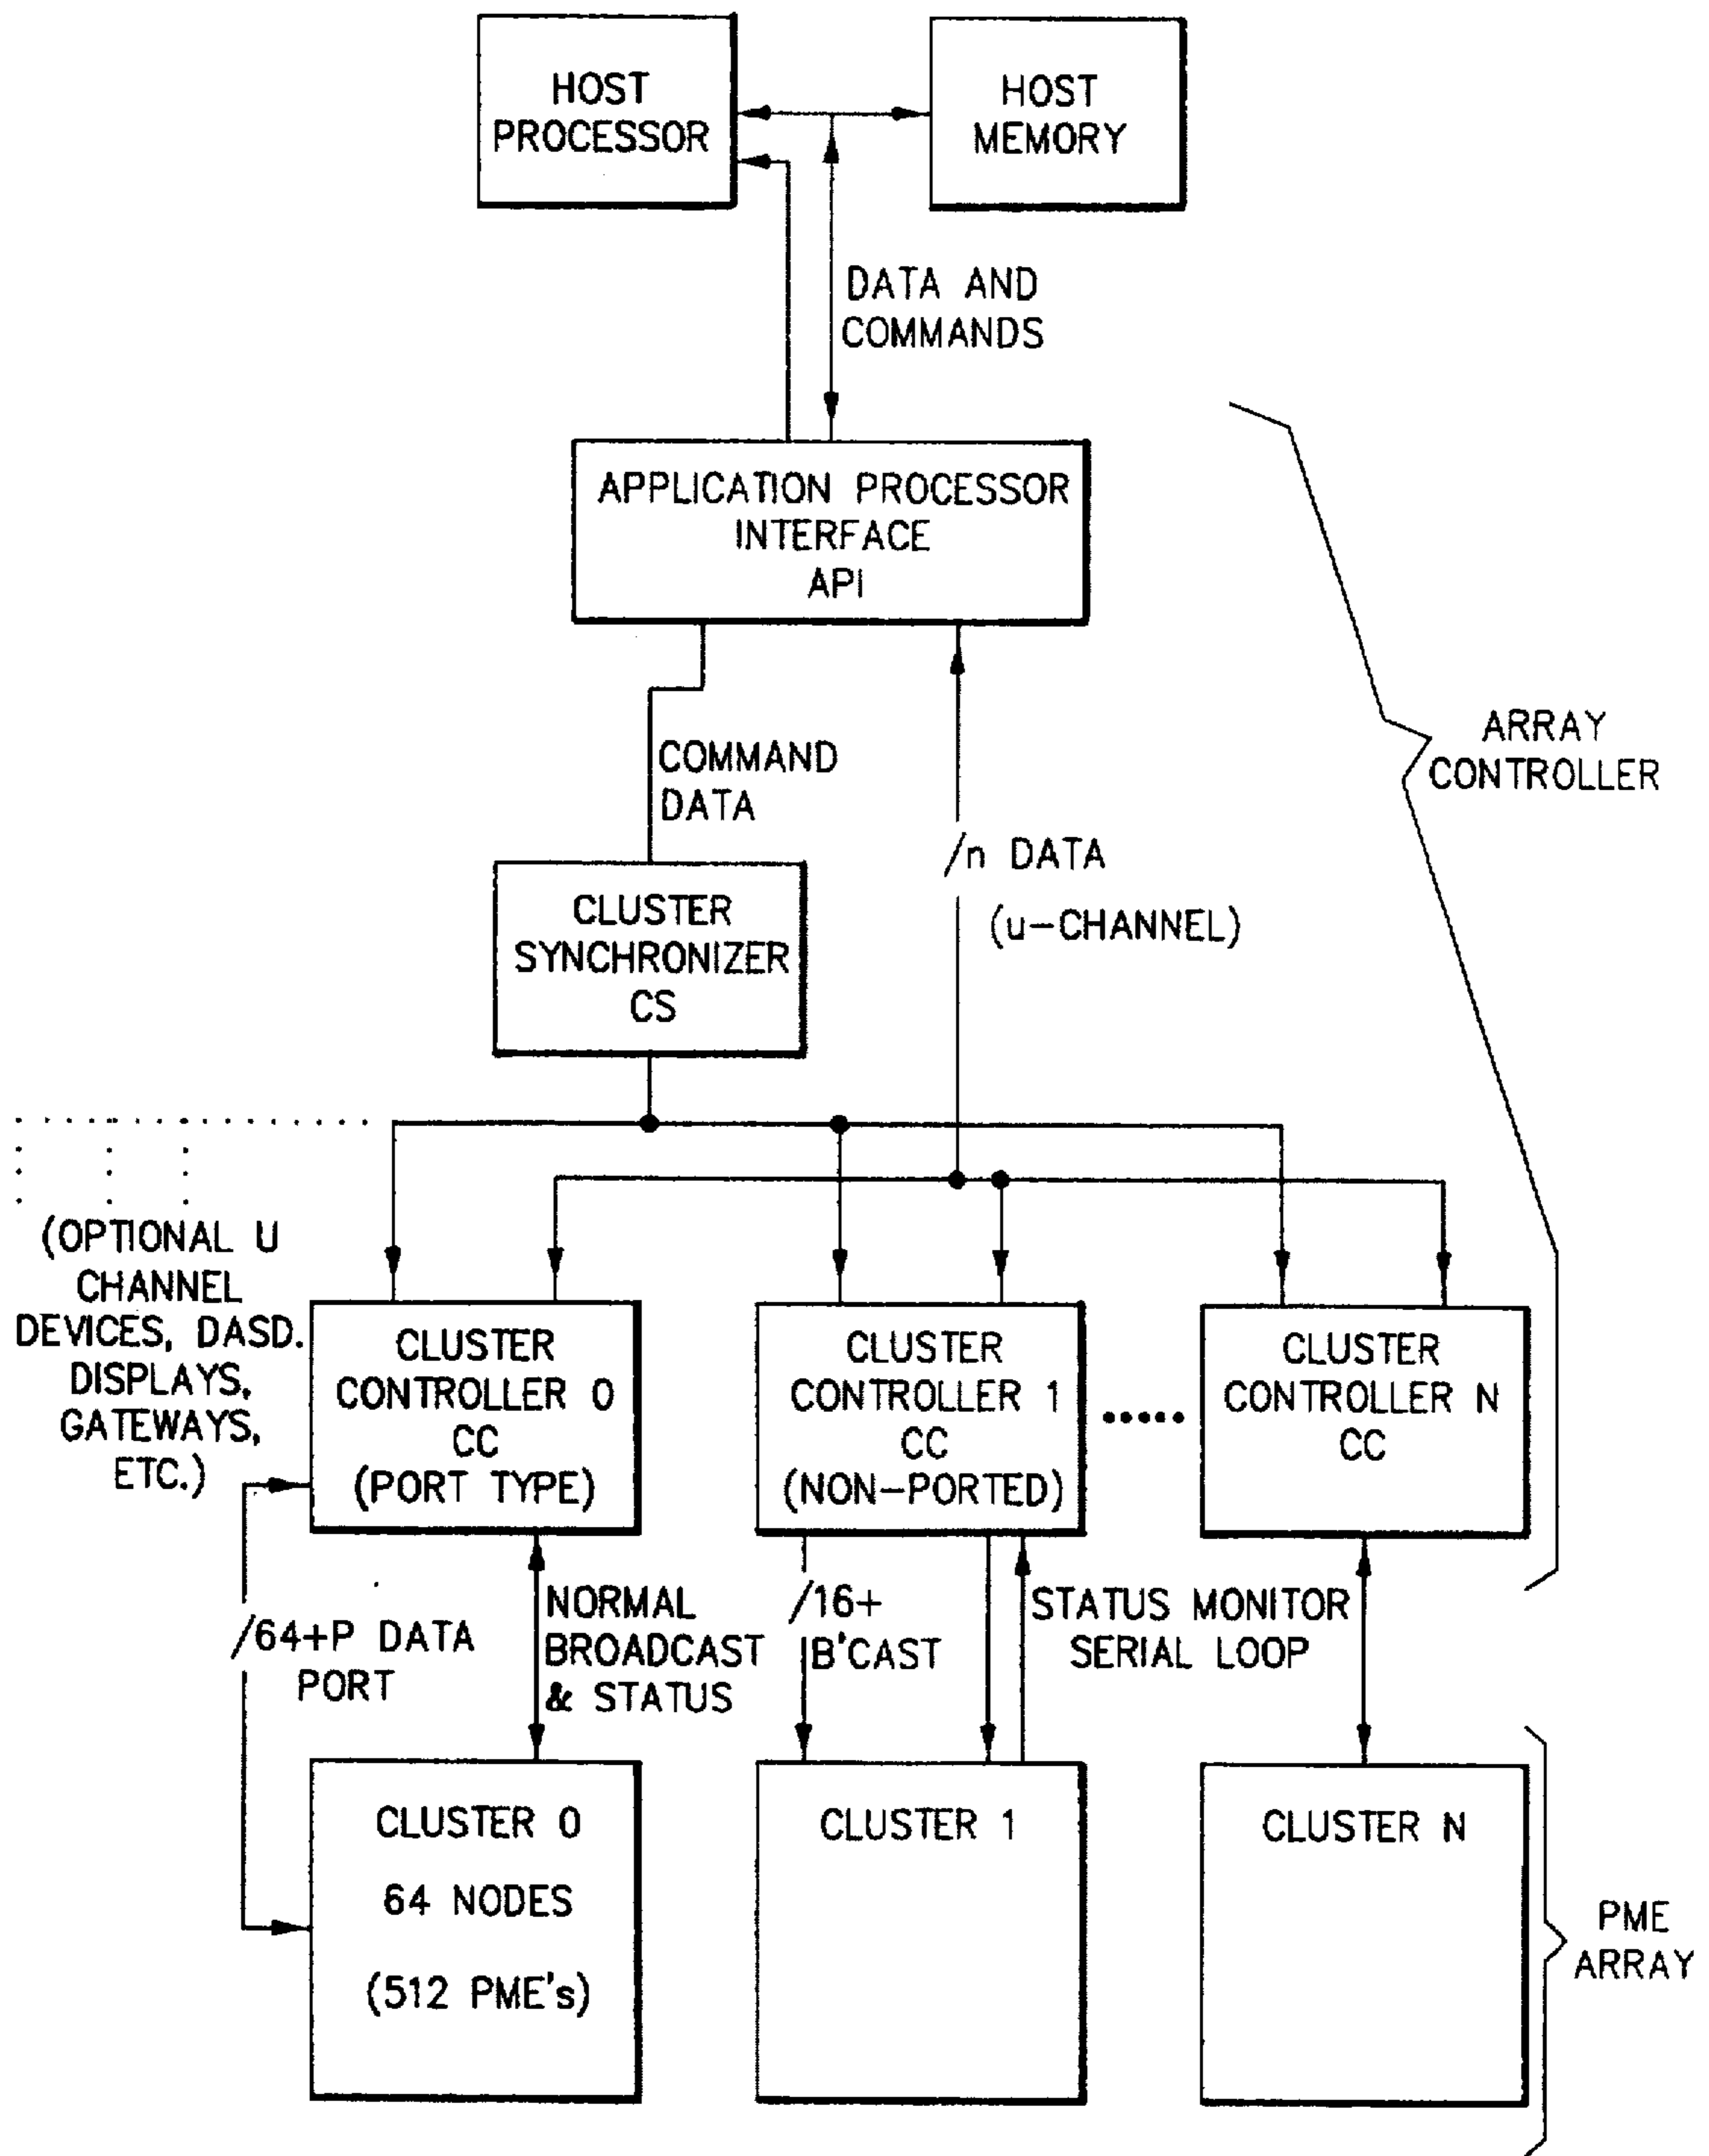 HOST
PROCESSOR
HOST
MEMORY
DATA AND
COMMANDS
APPLICATION PROCESSOR
INTERFACE
API
ARRAY
CONTROLLER
COMMAND
DATA
/n DATA
(u-CHANNEL)
CLUSTER
SYNCHRONIZER
CS
(OPTIONAL U
CHANNEL
DEVICES, DASD.
DISPLAYS,
GATEWAYS,
ETC.)
CLUSTER
CONTROLLER 0
CC
(PORT TYPE)
CLUSTER
CONTROLLER 1
CC
(NON-PORTED)
CLUSTER
CONTROLLER N
CC
/64+P DATA
PORT
NORMAL
BROADCAST
& STATUS
/16+
B'CAST
STATUS MONITOR
SERIAL LOOP
CLUSTER 0
64 NODES
(512 PME's)
CLUSTER 1
CLUSTER N
PME
ARRAY